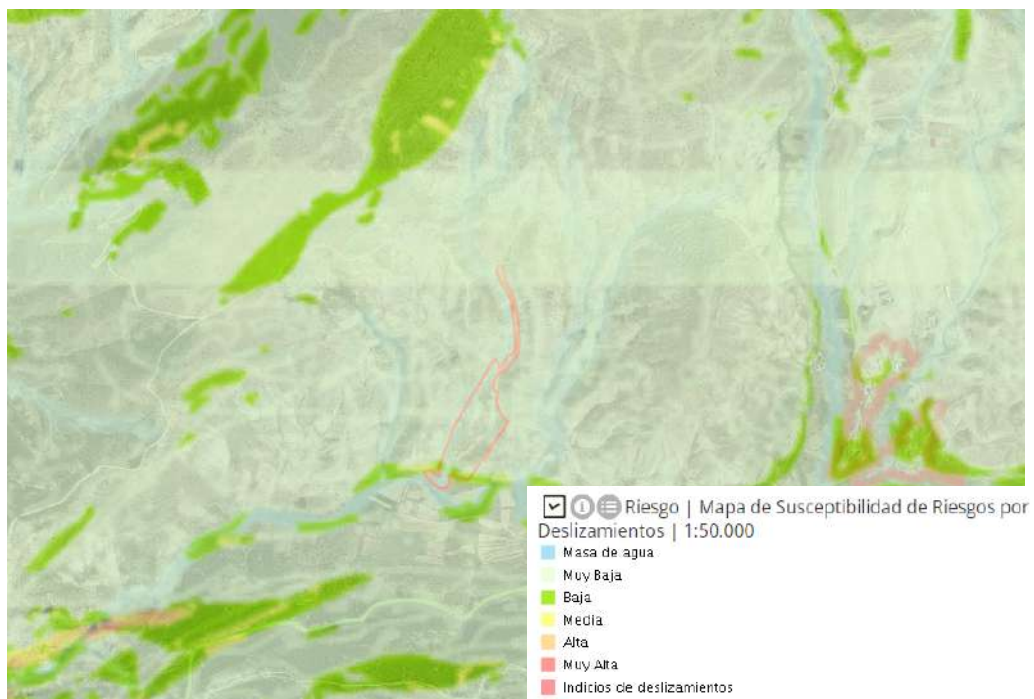 Riesgo | Mapa de Susceptibilidad de Riesgos por
Deslizamientos | 1:50.000
Masa de agua
Muy Baja
Baja
Media
Alta
Muy Alta
Indicios de deslizamientos